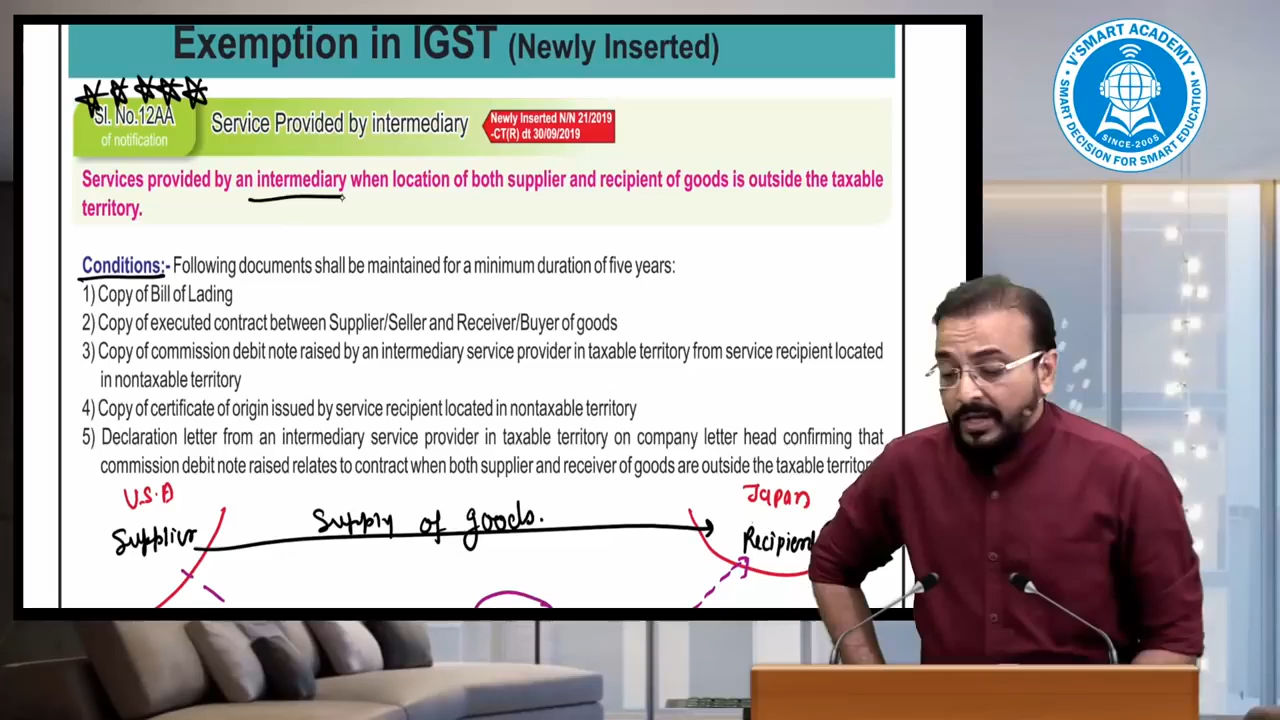 Exemption in IGST (Newly Inserted)
Sl. No.12AA
of notification
Service Provided by intermediary
Newly Inserted N/N 21/2019
-CT(R) dt 30/09/2019
Services provided by an intermediary when location of both supplier and recipient of goods is outside the taxable
territory.
Conditions:- Following documents shall be maintained for a minimum duration of five years:
1) Copy of Bill of Lading
2) Copy of executed contract between Supplier/Seller and Receiver/Buyer of goods
3) Copy of commission debit note raised by an intermediary service provider in taxable territory from service recipient located
in nontaxable territory
4) Copy of certificate of origin issued by service recipient located in nontaxable territory
5) Declaration letter from an intermediary service provider in taxable territory on company letter head confirming that
commission debit note raised relates to contract when both supplier and receiver of goods are outside the taxable
U.S.A
Japan
Supplier
Supply of goods.
Recipient
V'SMART ACADEMY
SMART DECISION FOR SMART EDUCATION
SINCE-2005